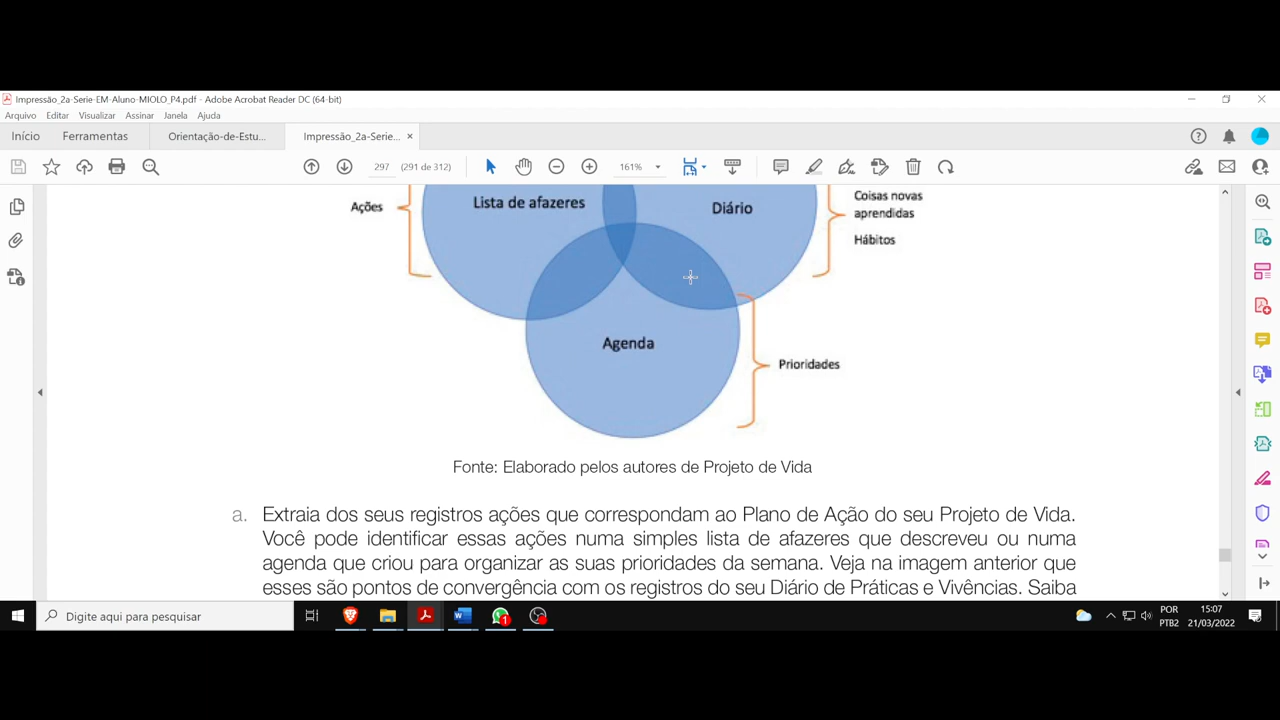 Impressão_2a-Serie-EM-Aluno-MIOLO_P4.pdf - Adobe Acrobat Reader DC (64-bit)
Arquivo Editar Visualizar Assinar Janela Ajuda
Início Ferramentas Orientação-de-Estu... Impressão_2a-Serie... ×
297 (291 de 312) 161%
Ações
Lista de afazeres
Diário
Coisas novas
aprendidas
Hábitos
Agenda
Prioridades
Fonte: Elaborado pelos autores de Projeto de Vida
a. Extraia dos seus registros ações que correspondam ao Plano de Ação do seu Projeto de Vida.
Você pode identificar essas ações numa simples lista de afazeres que descreveu ou numa
agenda que criou para organizar as suas prioridades da semana. Veja na imagem anterior que
esses são pontos de convergência com os registros do seu Diário de Práticas e Vivências. Saiba
Digite aqui para pesquisar
1
POR
PTB2
15:07
21/03/2022